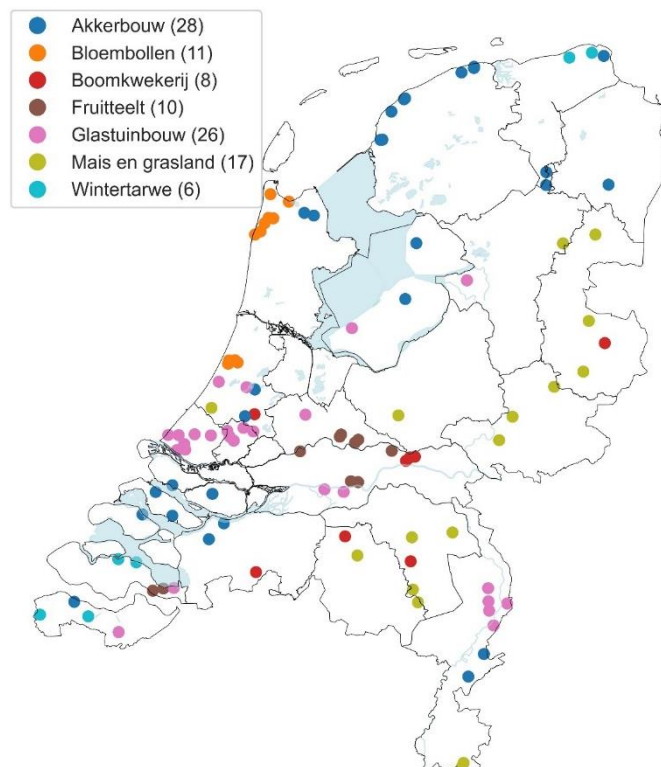 Akkerbouw (28)
Bloembollen (11)
Boomkwekerij (8)
Fruitteelt (10)
Glastuinbouw (26)
Mais en grasland (17)
Wintertarwe (6)